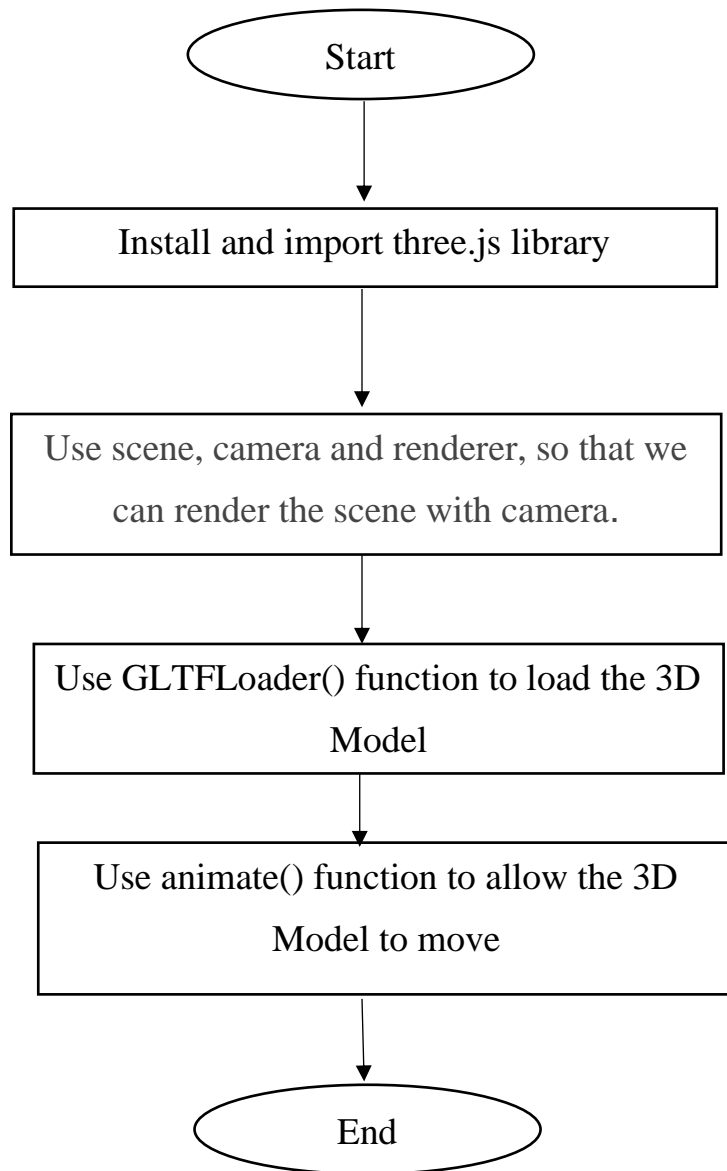 Start
Install and import three.js library
Use scene, camera and renderer, so that we
can render the scene with camera.
Use GLTFLoader() function to load the 3D
Model
Use animate() function to allow the 3D
Model to move
End